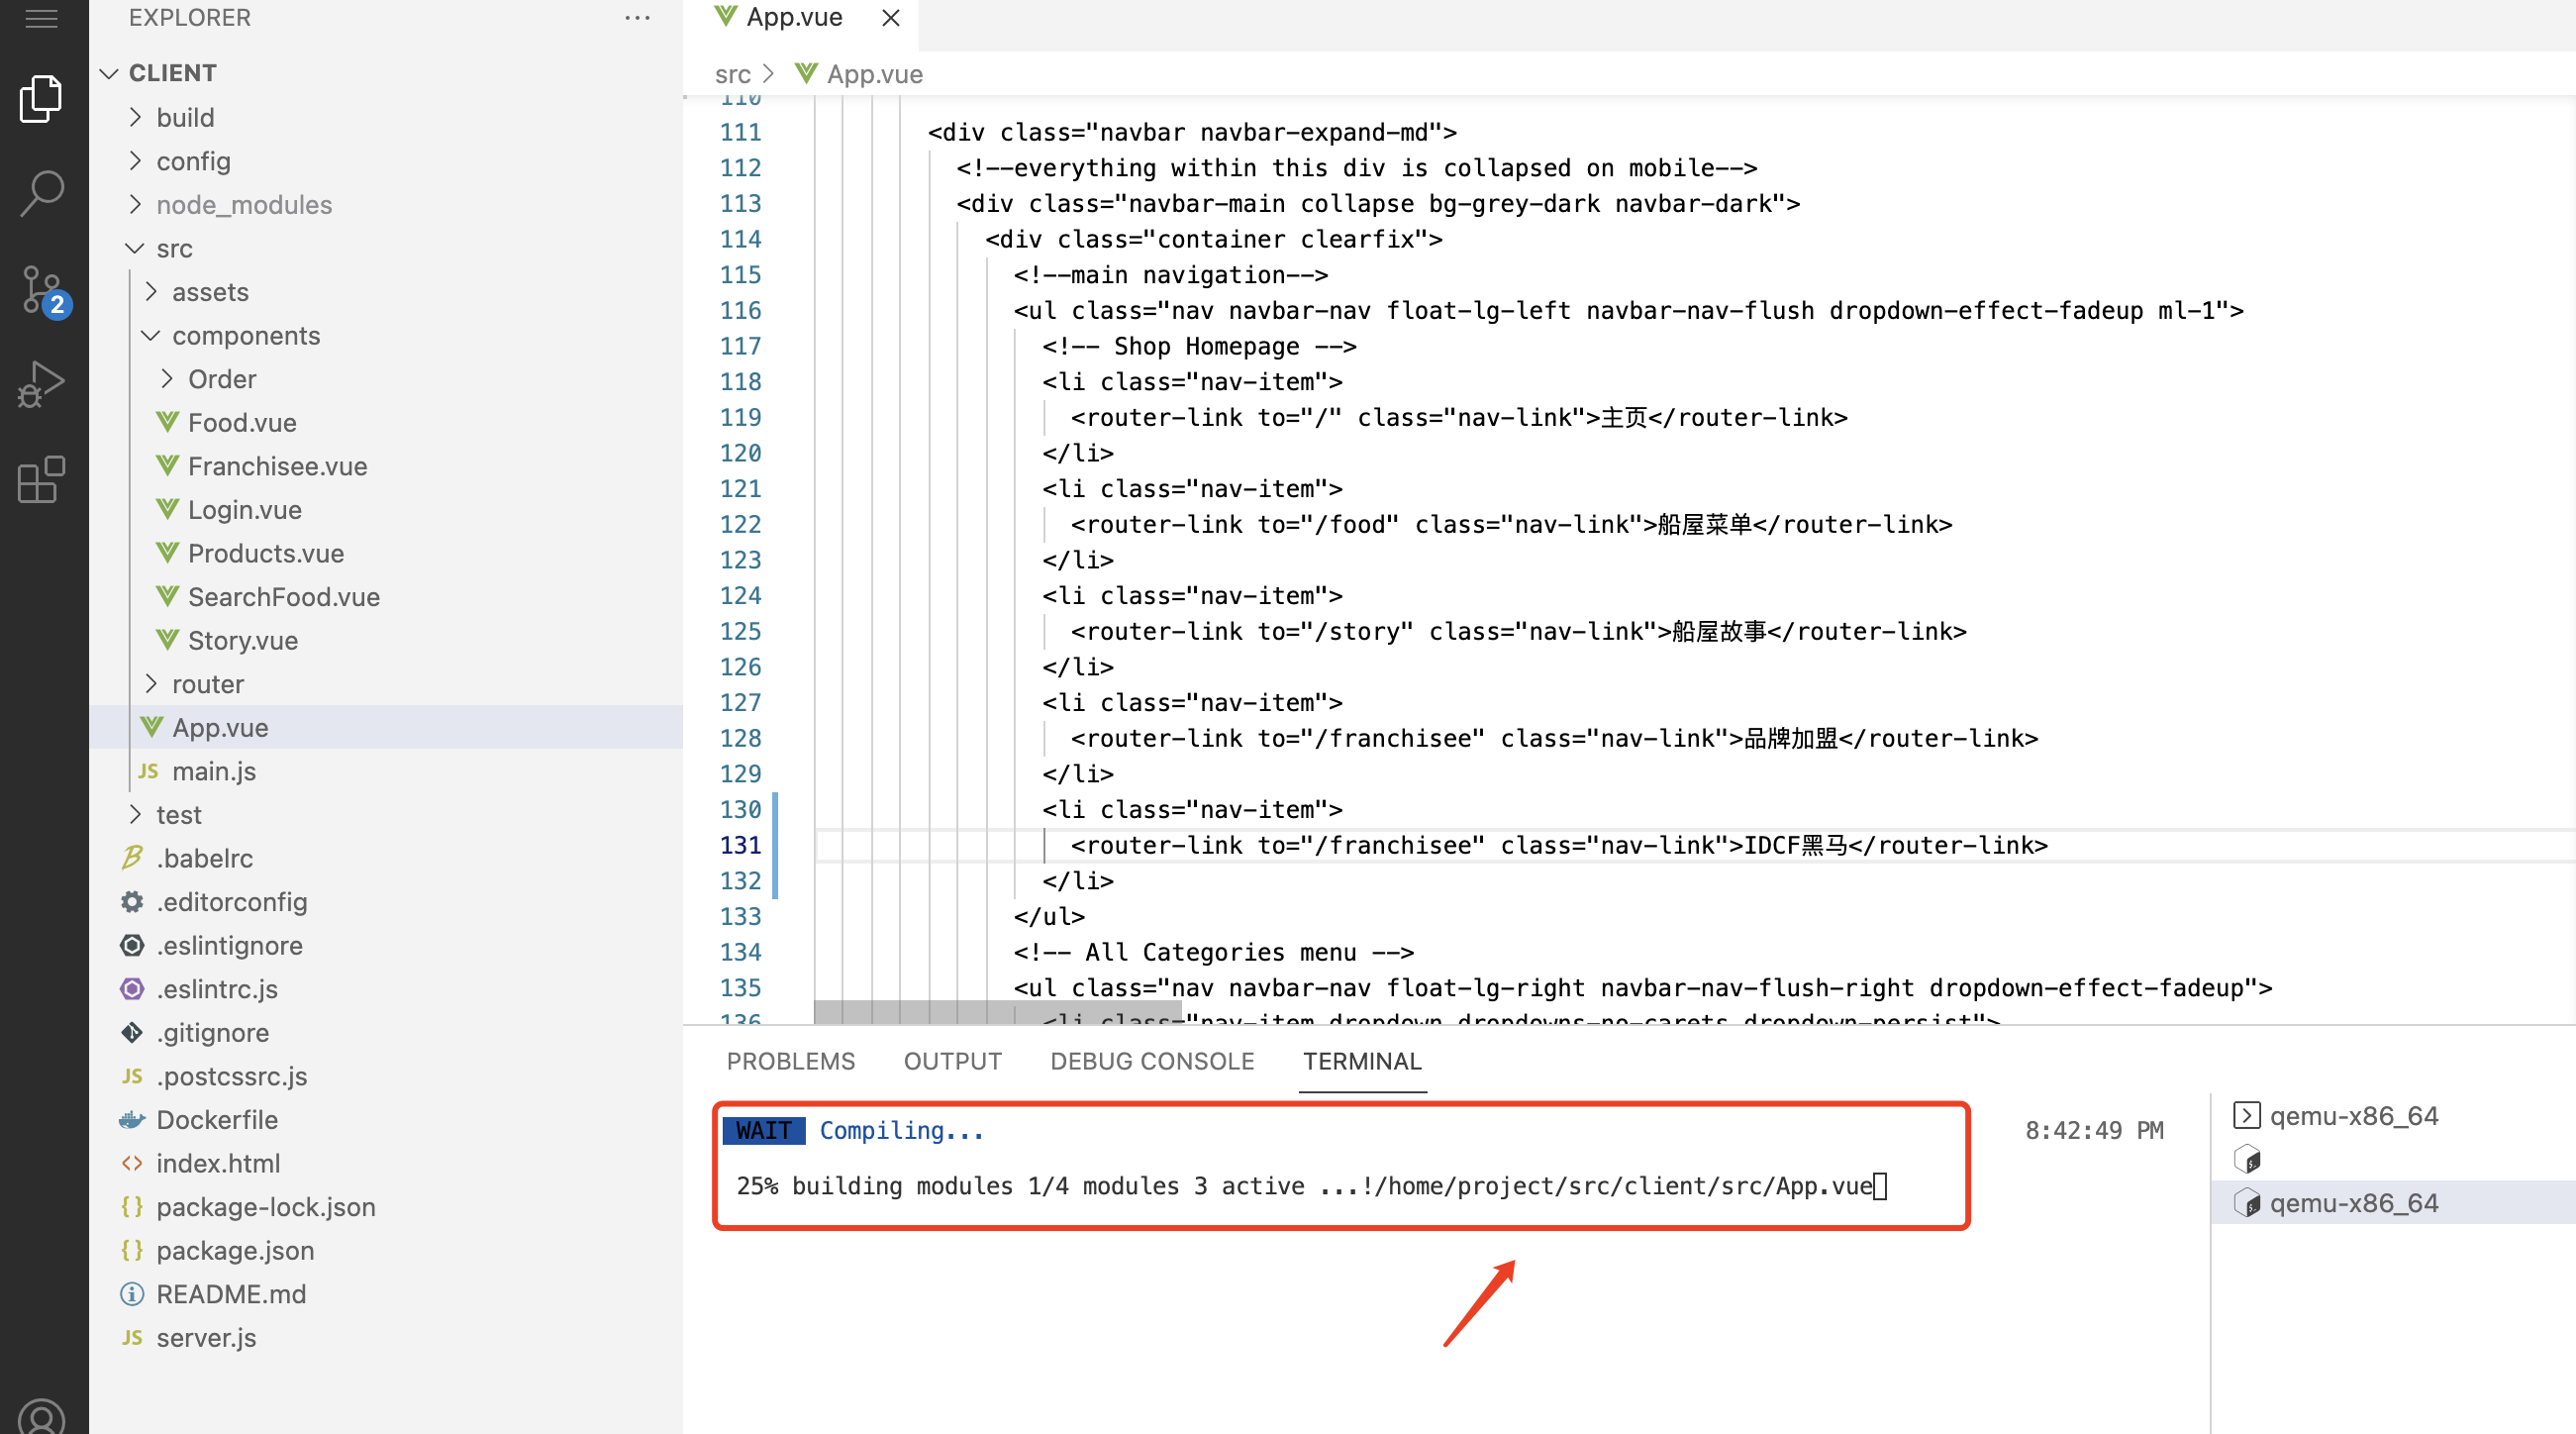 EXPLORER
CLIENT
build
config
node_modules
src
assets
components
Order
Food.vue
Franchisee.vue
Login.vue
Products.vue
SearchFood.vue
Story.vue
router
App.vue
main.js
test
.babelrc
.editorconfig
.eslintignore
.eslintrc.js
.gitignore
.postcssrc.js
Dockerfile
index.html
package-lock.json
package.json
README.md
server.js
2
App.vue
src > App.vue
110
111 <div class="navbar navbar-expand-md">
112 <!--everything within this div is collapsed on mobile-->
113 <div class="navbar-main collapse bg-grey-dark navbar-dark">
114 <div class="container clearfix">
115 <!--main navigation-->
116 <ul class="nav navbar-nav float-lg-left navbar-nav-flush dropdown-effect-fadeup ml-1">
117 <!-- Shop Homepage -->
118 <li class="nav-item">
119 <router-link to="/" class="nav-link">主页</router-link>
120 </li>
121 <li class="nav-item">
122 <router-link to="/food" class="nav-link">船屋菜单</router-link>
123 </li>
124 <li class="nav-item">
125 <router-link to="/story" class="nav-link">船屋故事</router-link>
126 </li>
127 <li class="nav-item">
128 <router-link to="/franchisee" class="nav-link">品牌加盟</router-link>
129 </li>
130 <li class="nav-item">
131 <router-link to="/franchisee" class="nav-link">IDCF黑马</router-link>
132 </li>
133 </ul>
134 <!-- All Categories menu -->
135 <ul class="nav navbar-nav float-lg-right navbar-nav-flush-right dropdown-effect-fadeup">
136 <li class="nav-item dropdown dropdowns-no-carets dropdown-persist">
PROBLEMS OUTPUT DEBUG CONSOLE TERMINAL
WAIT Compiling... 8:42:49 PM
25% building modules 1/4 modules 3 active ...!/home/project/src/client/src/App.vue
qemu-x86_64
qemu-x86_64